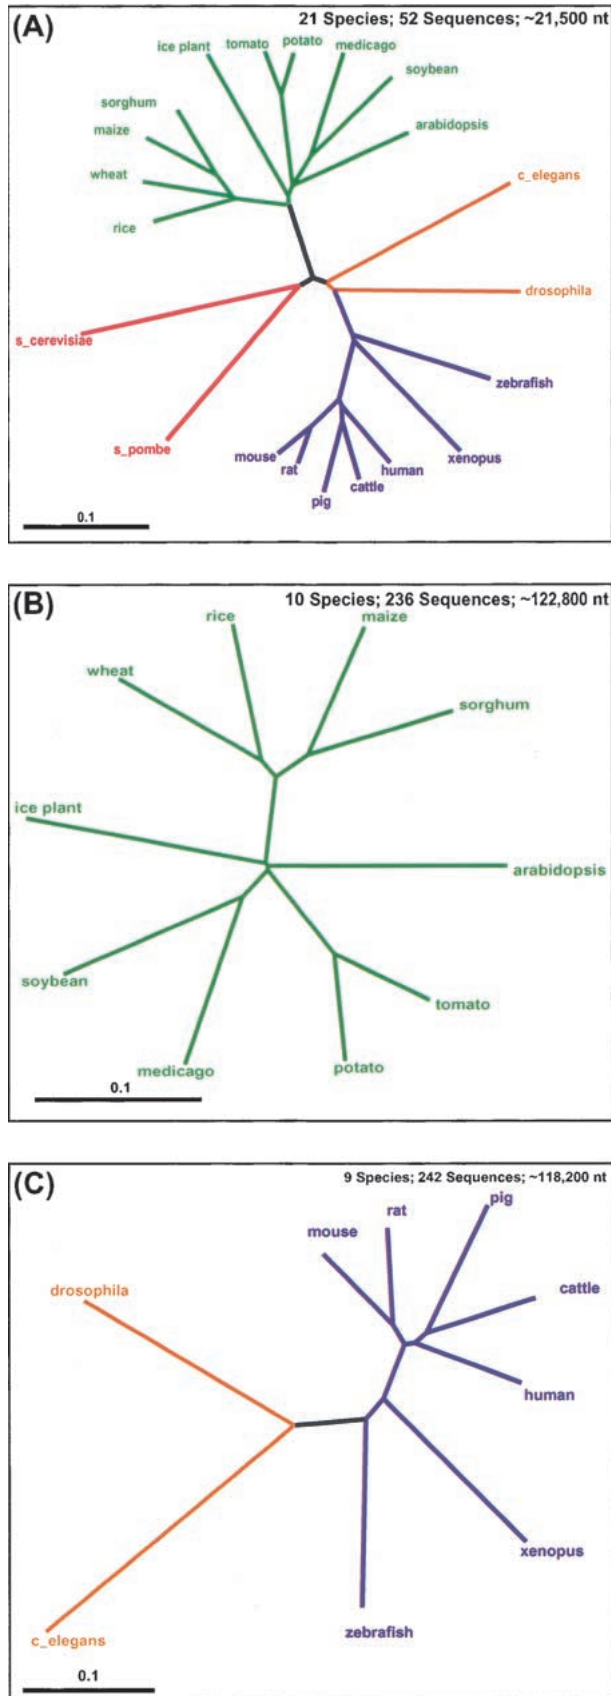 (A)
21 Species; 52 Sequences; ~21,500 nt
ice plant
tomato
potato
medicago
soybean
sorghum
maize
arabidopsis
wheat
c_elegans
rice
drosophila
s_cerevisiae
zebrafish
s_pombe
mouse
rat
pig
cattle
human
xenopus
0.1
(B)
10 Species; 236 Sequences; ~122,800 nt
rice
maize
wheat
sorghum
ice plant
arabidopsis
soybean
tomato
medicago
potato
0.1
(C)
9 Species; 242 Sequences; ~118,200 nt
pig
rat
mouse
drosophila
cattle
human
xenopus
zebrafish
c_elegans
0.1